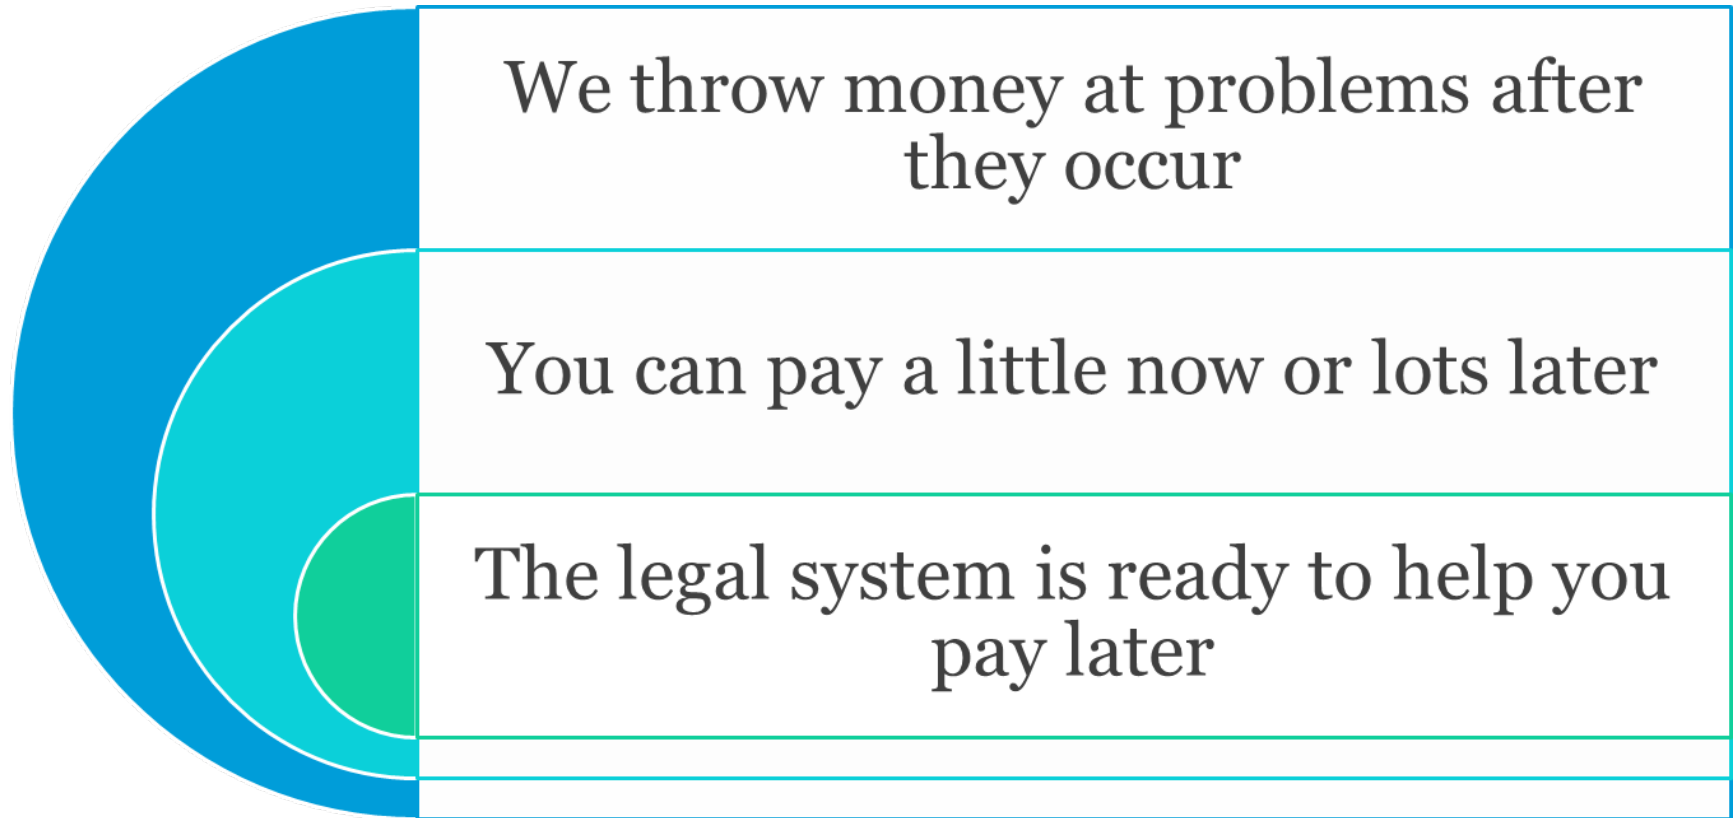 We throw money at problems after
they occur
You can pay a little now or lots later
The legal system is ready to help you
pay later